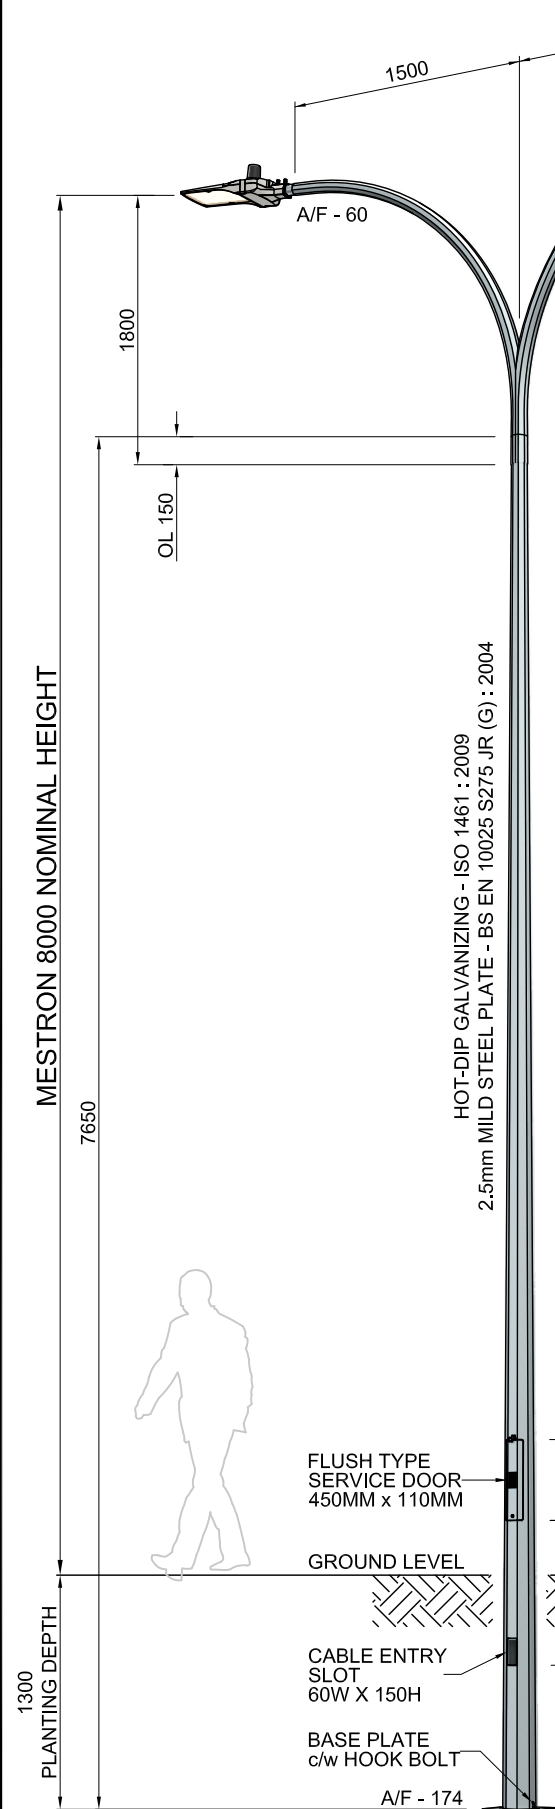 1500
A/F - 60
1800
OL 150
MESTRON 8000 NOMINAL HEIGHT
7650
HOT-DIP GALVANIZING - ISO 1461 : 2009
2.5mm MILD STEEL PLATE - BS EN 10025 S275 JR (G) : 2004
FLUSH TYPE
SERVICE DOOR
450MM x 110MM
GROUND LEVEL
1300
PLANTING DEPTH
CABLE ENTRY
SLOT
60W X 150H
BASE PLATE
c/w HOOK BOLT
A/F - 174